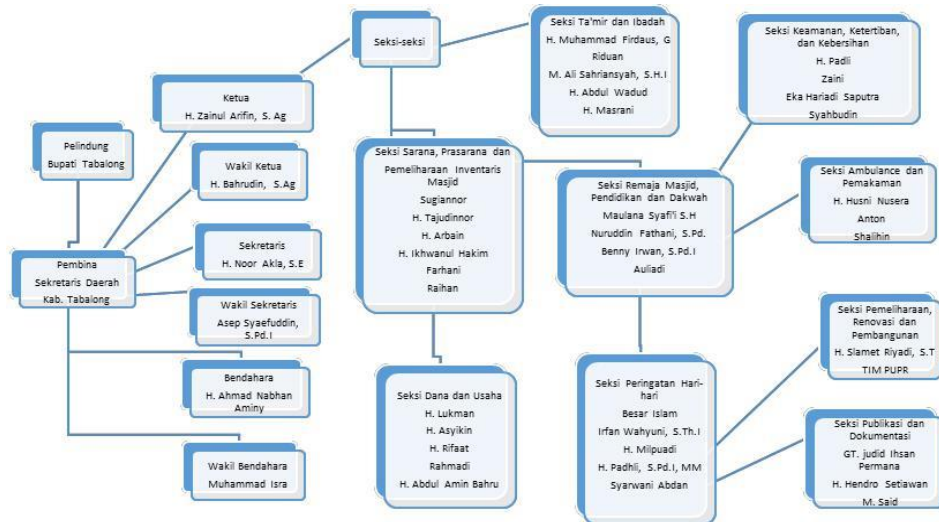 Seksi-seksi
Seksi Ta'mir dan Ibadah
H. Muhammad Firdaus, G
Riduan
M. Ali Sahriansyah, S.H.I
H. Abdul Wadud
H. Masrani
Seksi Keamanan, Ketertiban,
dan Kebersihan
H. Padli
Zaini
Eka Hariadi Saputra
Syahbudin
Ketua
H. Zainul Arifin, S. Ag
Pelindung
Bupati Tabalong
Wakil Ketua
H. Bahrudin, S.Ag
Seksi Sarana, Prasarana dan
Pemeliharaan Inventaris
Masjid
Sugiannor
H. Tajudinnor
H. Arbain
H. Ikhwanul Hakim
Farhani
Raihan
Seksi Remaja Masjid,
Pendidikan dan Dakwah
Maulana Syafi'i S.H
Nuruddin Fathani, S.Pd.
Benny Irwan, S.Pd.I
Auliadi
Seksi Ambulance dan
Pemakaman
H. Husni Nusera
Anton
Shalihin
Pembina
Sekretaris Daerah
Kab. Tabalong
Sekretaris
H. Noor Akla, S.E
Wakil Sekretaris
Asep Syaefuddin,
S.Pd.I
Bendahara
H. Ahmad Nabhan
Aminy
Wakil Bendahara
Muhammad Isra
Seksi Dana dan Usaha
H. Lukman
H. Asyikin
H. Rifaat
Rahmadi
H. Abdul Amin Bahru
Seksi Peringatan Hari-
hari
Besar Islam
Irfan Wahyuni, S.Th.I
H. Milpuadi
H. Padhli, S.Pd.I, MM
Syarwani Abdan
Seksi Pemeliharaan,
Renovasi dan
Pembangunan
H. Slamet Riyadi, S.T
TIM PUPR
Seksi Publikasi dan
Dokumentasi
GT. judid Ihsan
Permana
H. Hendro Setiawan
M. Said